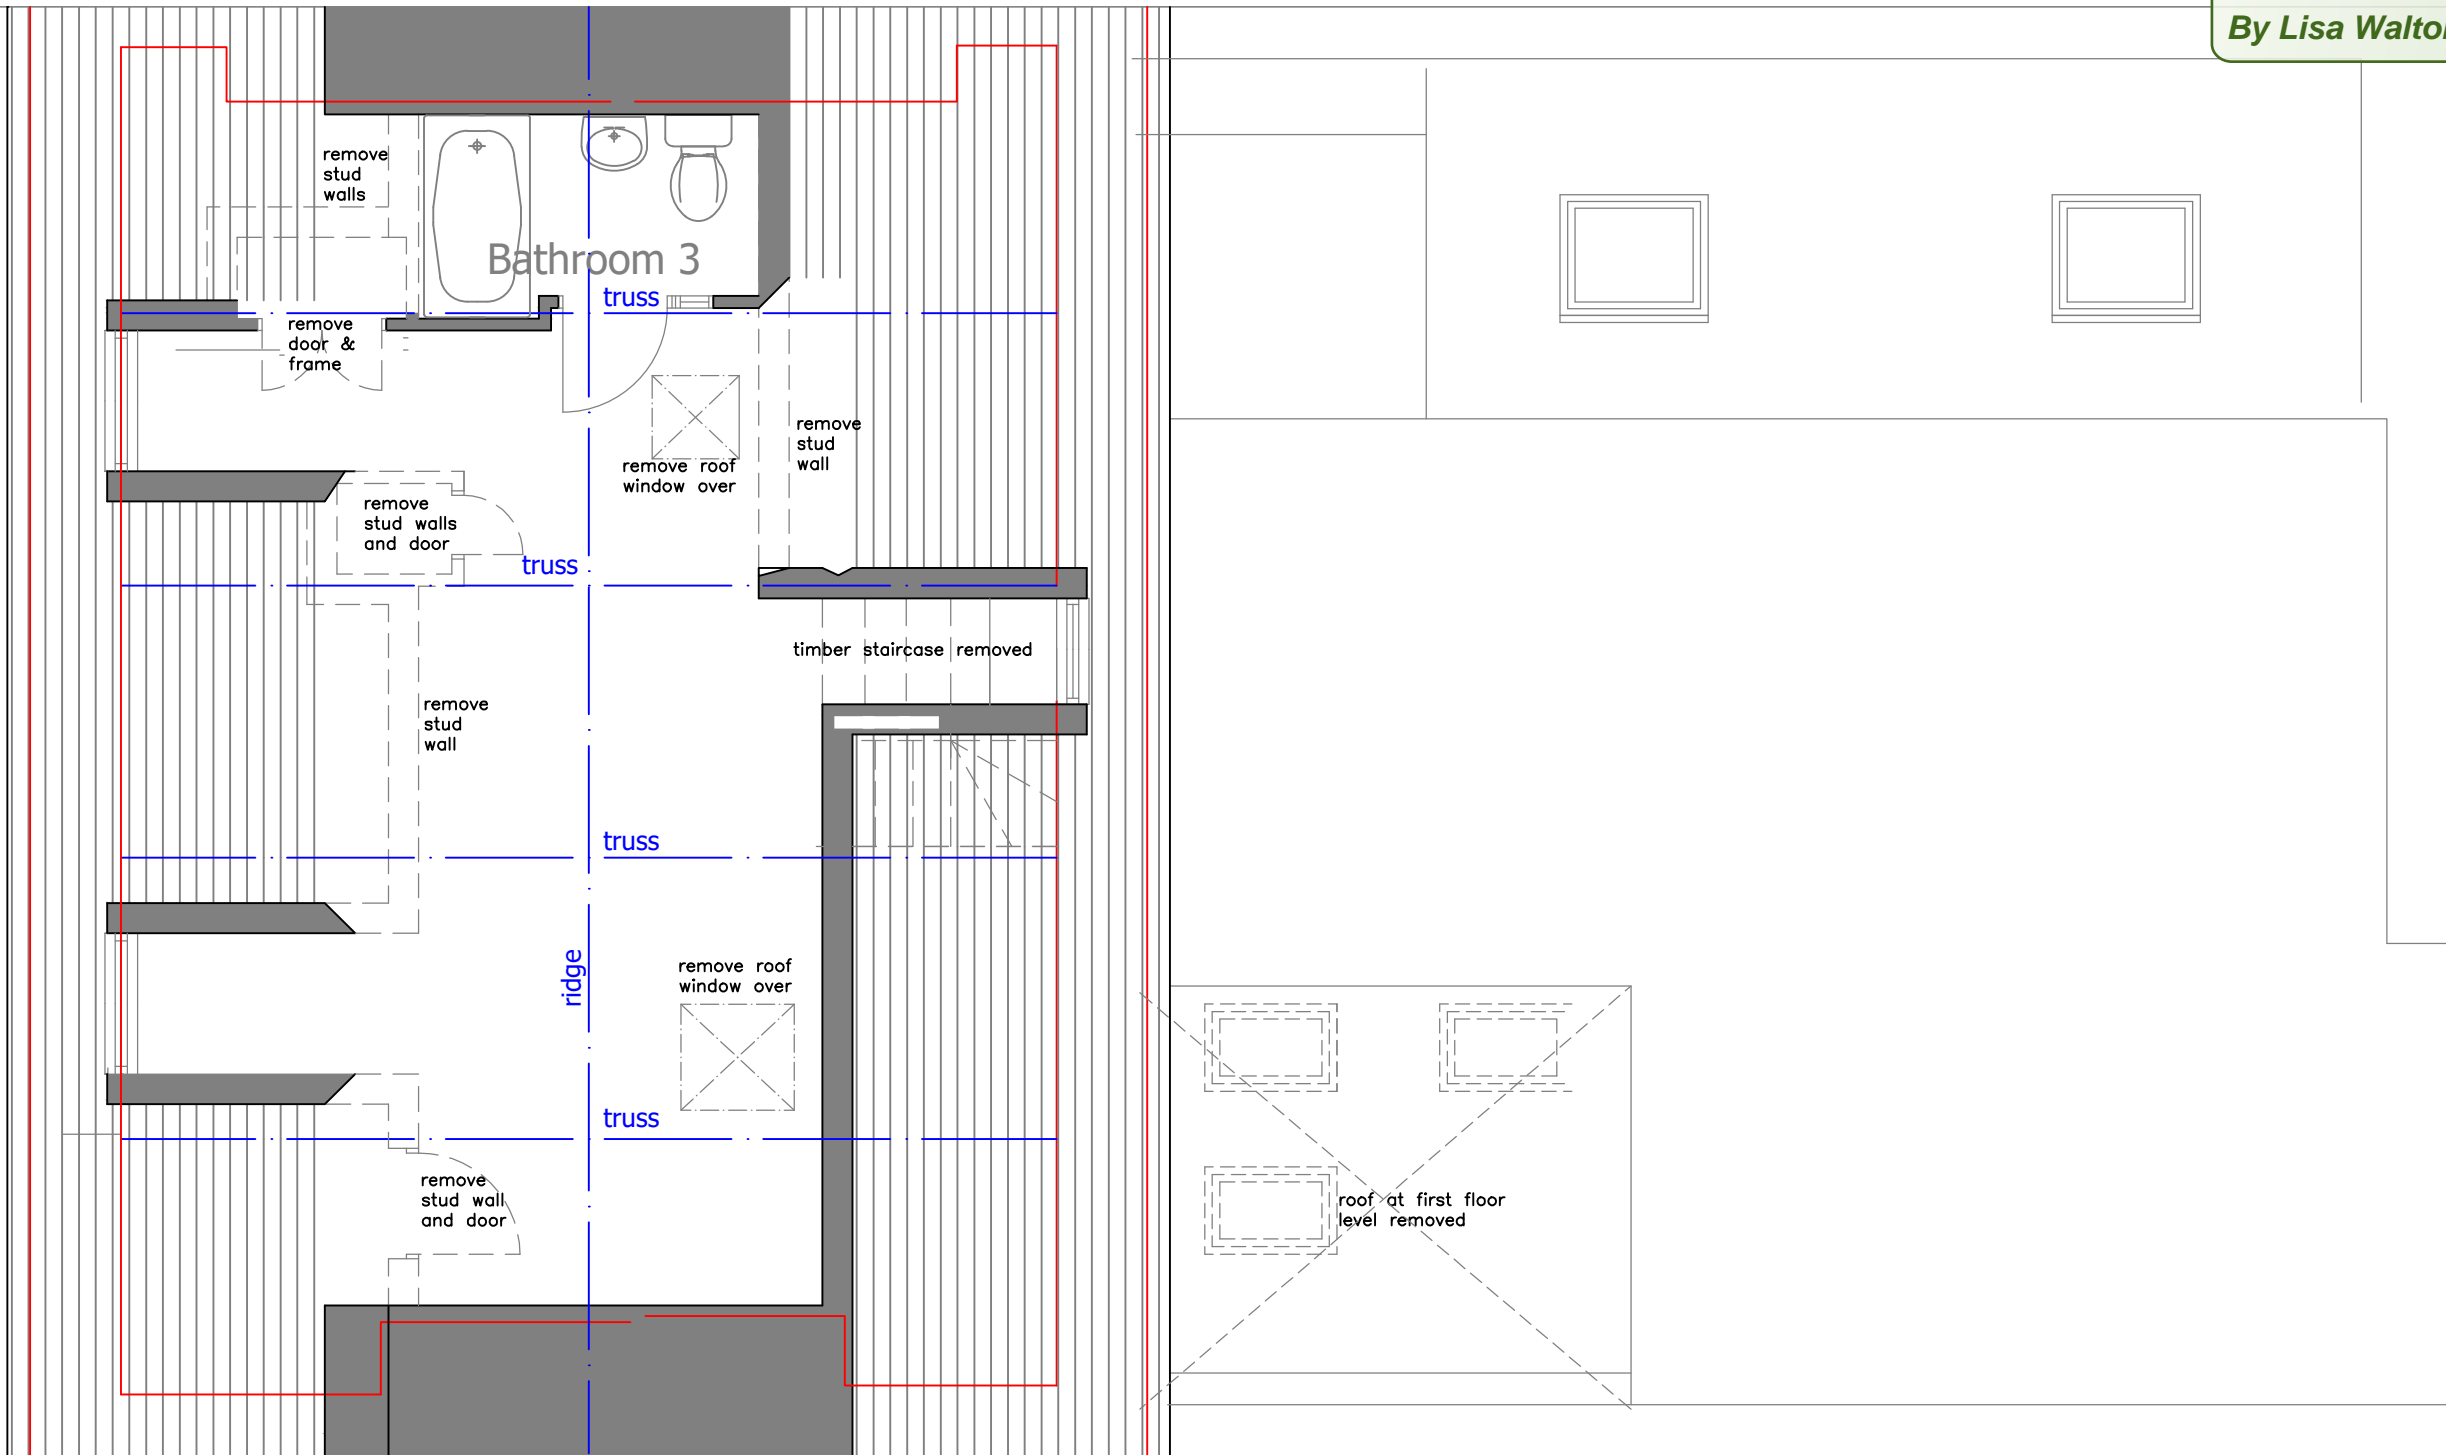 By Lisa Walton
remove
stud
walls
Bathroom 3
truss
remove
door &
frame
remove
stud
wall
remove roof
window over
remove
stud walls
and door
truss
timber staircase removed
remove
stud
wall
truss
ridge
remove roof
window over
truss
remove
stud wall
and door
roof at first floor
level removed